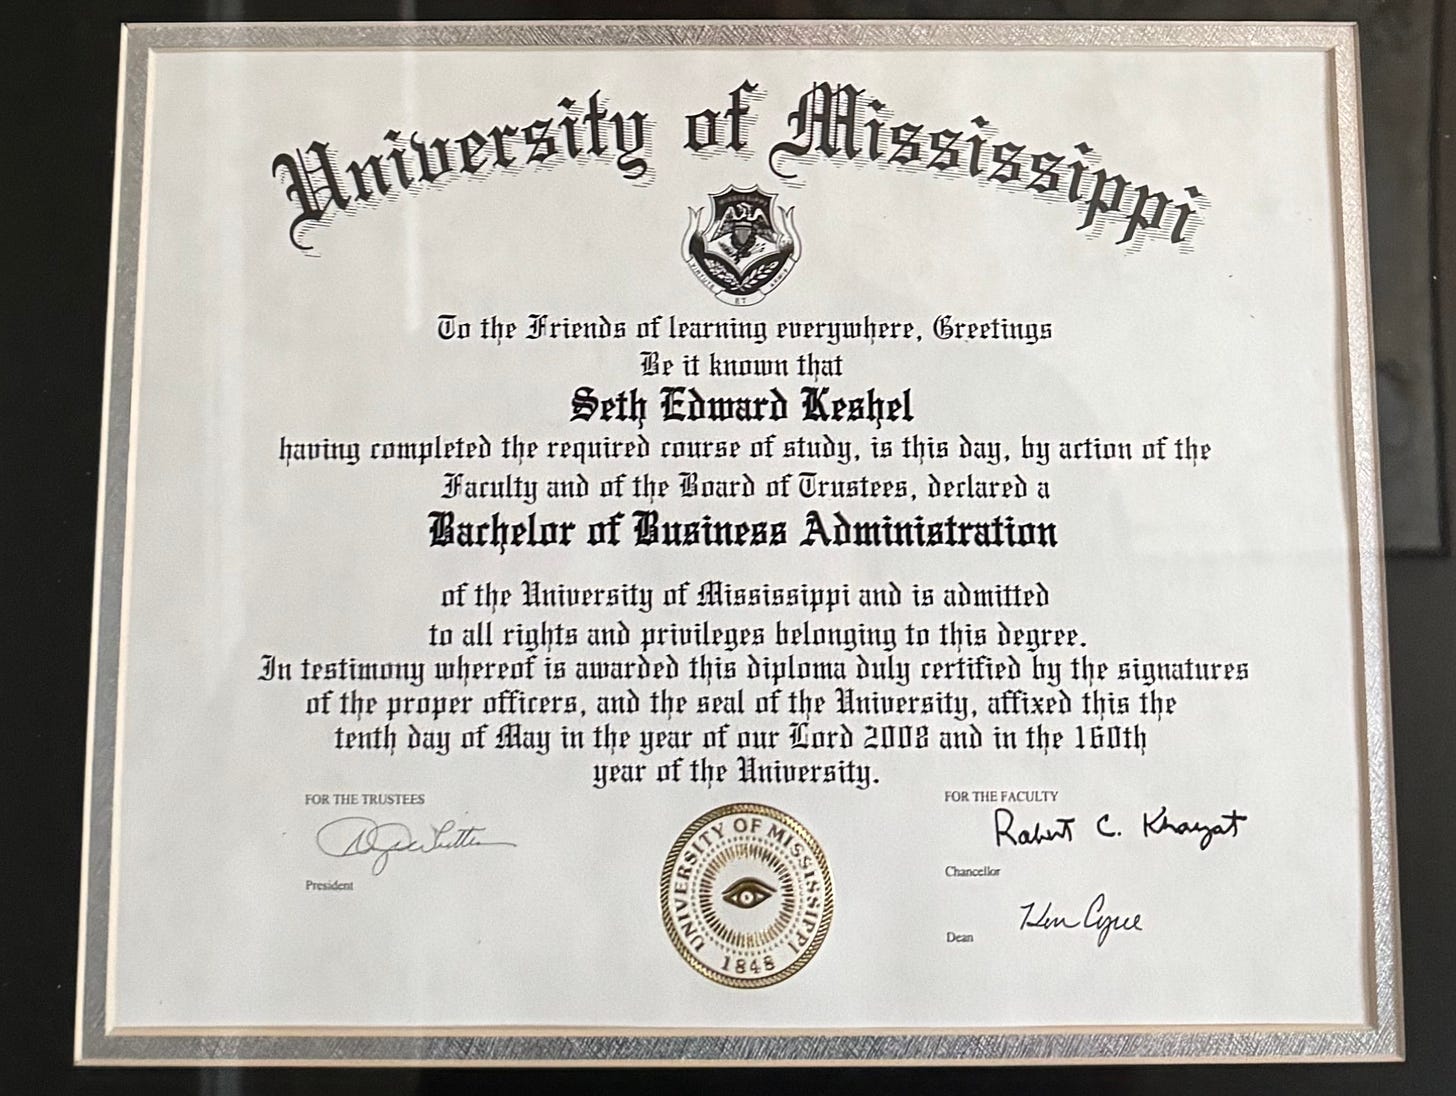 University of Mississippi
MISSISSIPPI
VIRTUTE ET ARMIS
To the Friends of learning everywhere, Greetings
Be it known that
Seth Edward Keshel
having completed the required course of study, is this day, by action of the
Faculty and of the Board of Trustees, declared a
Bachelor of Business Administration
of the University of Mississippi and is admitted
to all rights and privileges belonging to this degree.
In testimony whereof is awarded this diploma duly certified by the signatures
of the proper officers, and the seal of the University, affixed this the
tenth day of May in the year of our Lord 2008 and in the 160th
year of the University.
FOR THE TRUSTEES
President
UNIVERSITY OF MISSISSIPPI
1848
FOR THE FACULTY
Robert C. Khayat
Chancellor
Ken Cyree
Dean